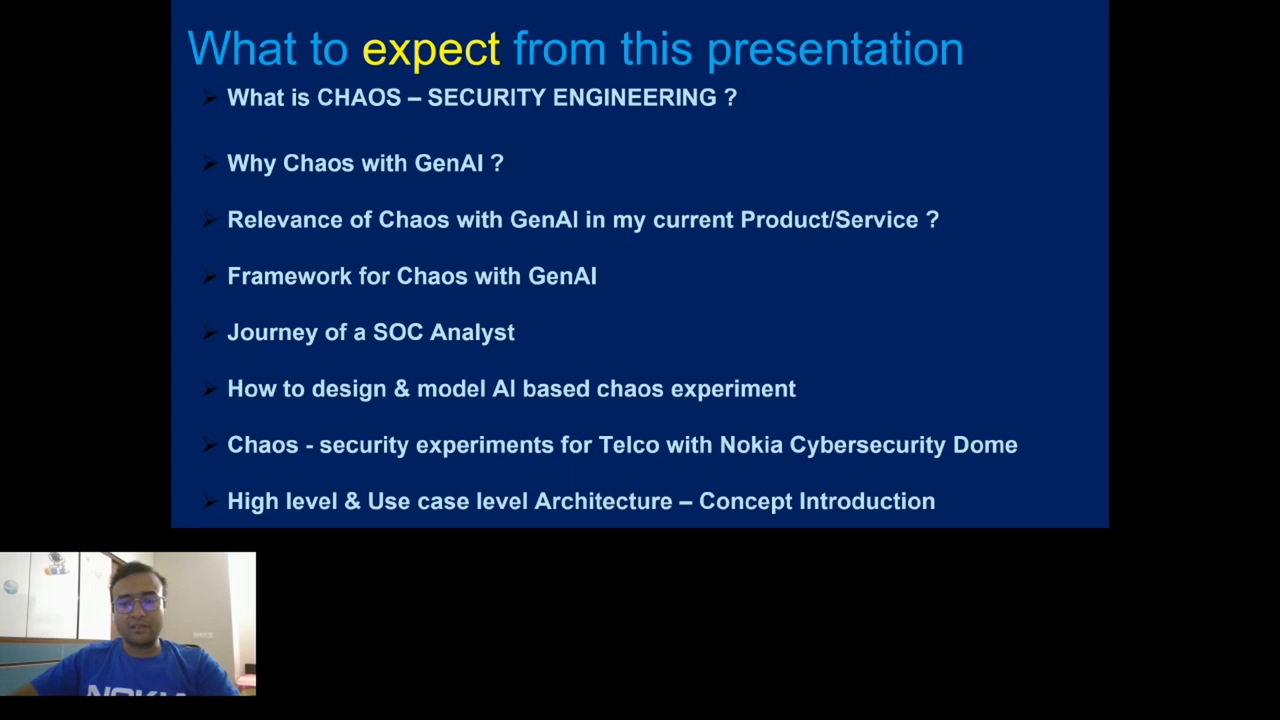 What to expect from this presentation
What is CHAOS – SECURITY ENGINEERING ?
Why Chaos with GenAI ?
Relevance of Chaos with GenAI in my current Product/Service ?
Framework for Chaos with GenAI
Journey of a SOC Analyst
How to design & model AI based chaos experiment
Chaos - security experiments for Telco with Nokia Cybersecurity Dome
High level & Use case level Architecture – Concept Introduction
NOKIA